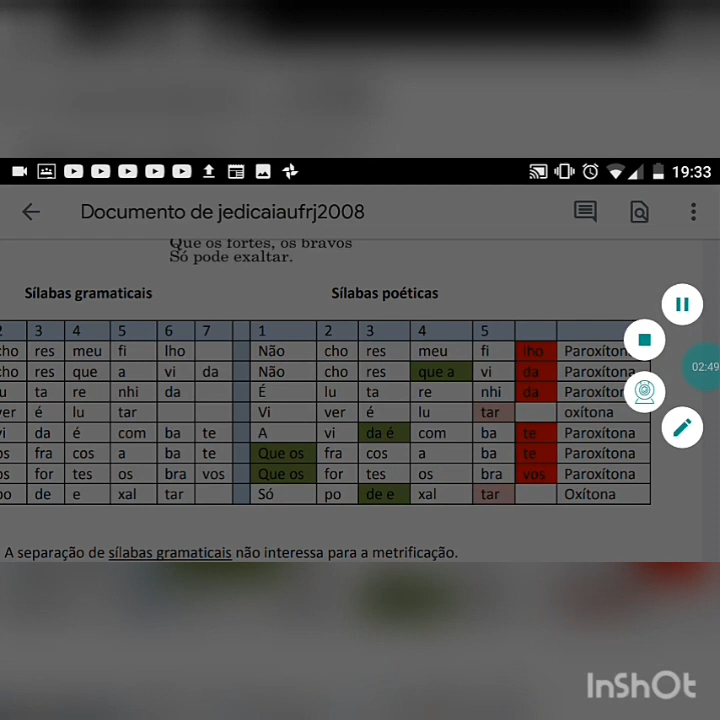 19:33
Documento de jedicaiaufrj2008
Que os fortes, os bravos
Só pode exaltar.
Sílabas gramaticais Sílabas poéticas
2 3 4 5 6 7 1 2 3 4 5
cho res meu fi lho Não cho res meu fi lho
cho res que a vi da Não cho res que a vi da Paroxítona
ta re nhi da É lu ta re nhi da
ver é lu tar Vi ver é lu tar oxítona
vi da é com ba te A vi da é com ba te Paroxítona
os fra cos a ba te Que os fra cos a ba te Paroxítona
os for tes os bra vos Que os for tes os bra vos Paroxítona
po de e xal tar Só po de e xal tar Oxítona
02:49
A separação de sílabas gramaticais não interessa para a metrificação.
InShOt